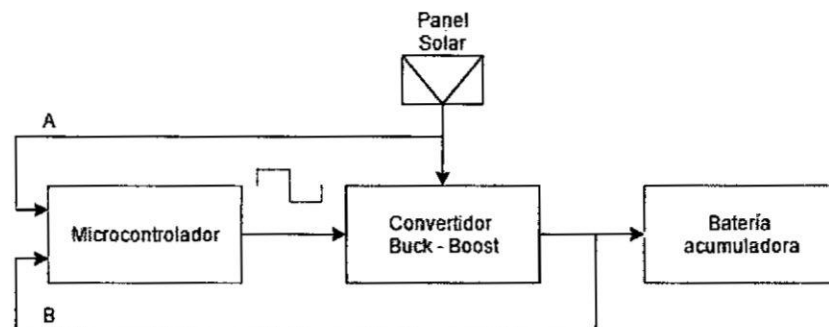 Panel
Solar
A
Microcontrolador
Convertidor
Buck - Boost
Batería
acumuladora
B